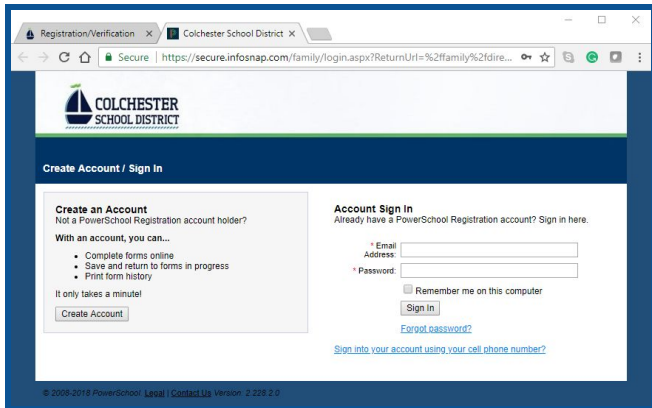 Registration/Verification
Colchester School District
Secure | https://secure.infosnap.com/family/login.aspx?ReturnUrl=%2ffamily%2fdire...
COLCHESTER
SCHOOL DISTRICT
Create Account / Sign In
Create an Account
Not a PowerSchool Registration account holder?
With an account, you can...
Complete forms online
Save and return to forms in progress
Print form history
It only takes a minute!
Create Account
Account Sign In
Already have a PowerSchool Registration account? Sign in here.
* Email
Address:
* Password:
Remember me on this computer
Sign In
Forgot password?
Sign into your account using your cell phone number?
© 2008-2018 PowerSchool. Legal | Contact Us Version: 2.228.2.0